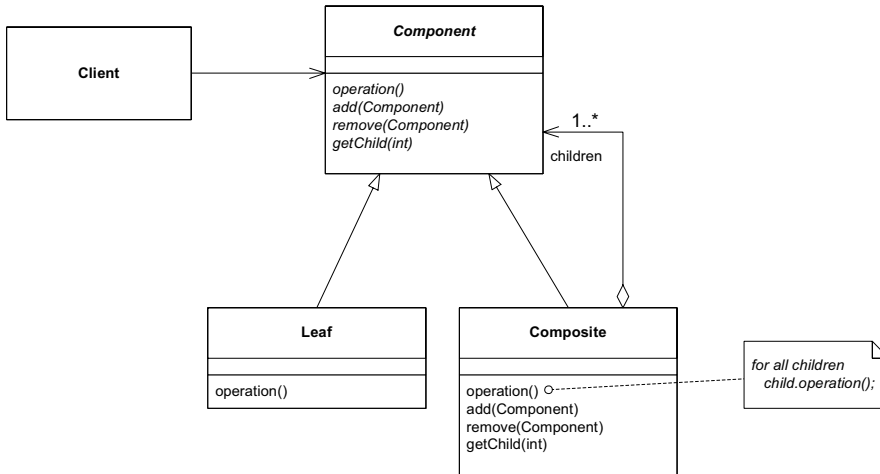 Component
Client
operation()
add(Component)
remove(Component)
getChild(int)
1..*
children
Leaf
operation()
Composite
operation()
add(Component)
remove(Component)
getChild(int)
for all children
child.operation();